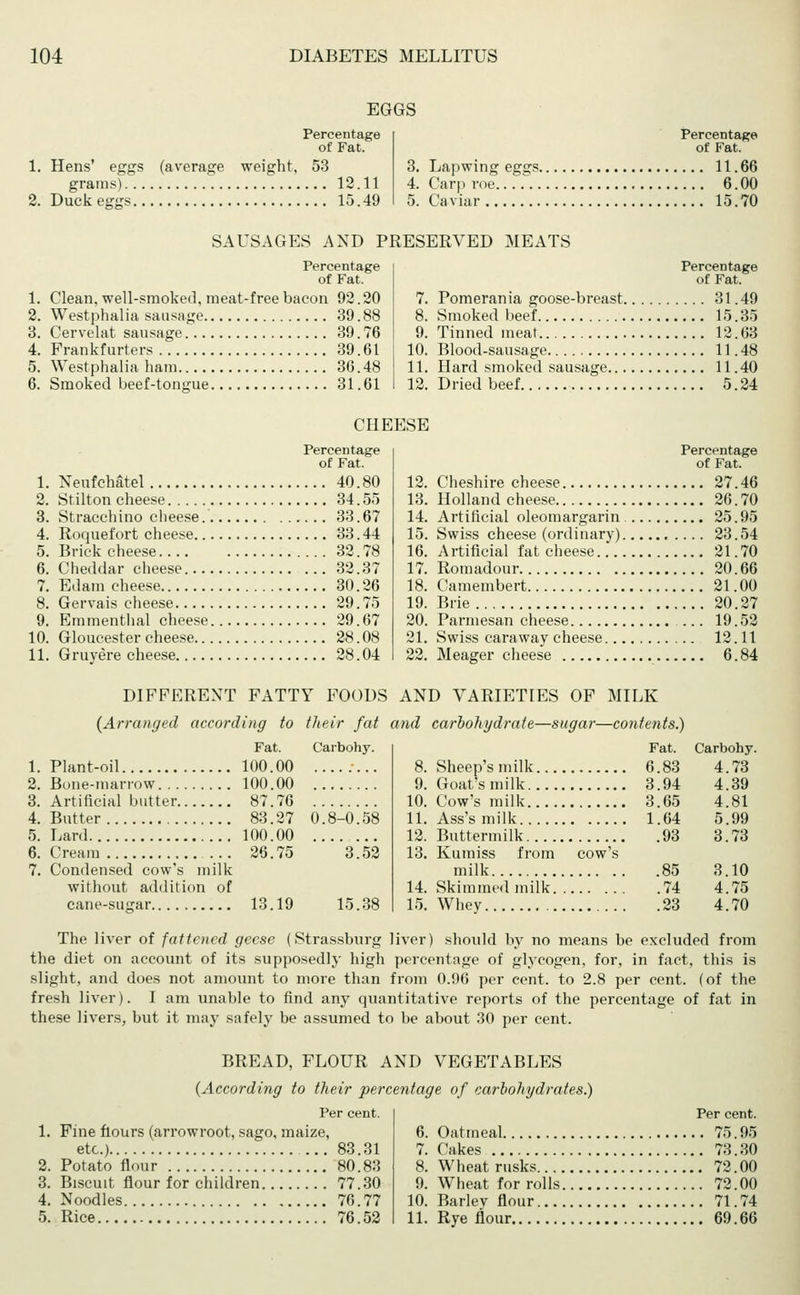 104 DIABETES MELLITUS
EGGS
Percentage
of Fat.
1. Hens' eggs (average weight, 53
grams)........................ 12.11
2. Duck eggs....................... 15.49
Percentage
of Fat.
3. Lapwing eggs.................... 11.66
4. Carp roe........................ 6.00
5. Caviar.......................... 15.70
SAUSAGES AND PRESERVED MEATS
Percentage
of Fat.
1. Clean, well-smoked, meat-free bacon 92.20
2. Westphalia sausage.............. 39.88
3. Cervelat sausage................ 39.76
4. Frankfurters.................... 39.61
5. Westphalia ham.................. 36.48
6. Smoked beef-tongue.............. 31.61
Percentage
of Fat.
7. Pomerania goose-breast.......... 31.49
8. Smoked beef..................... 15.35
9. Tinned meat..................... 12.63
10. Blood-sausage.................. 11.48
11. Hard smoked sausage............ 11.40
12. Dried beef..................... 5.24
CHEESE
Percentage
of Fat.
1. Neufchâtel...................... 40.80
2. Stilton cheese.................. 34.55
3. Stracchino cheese............... 33.67
4. Roquefort cheese................ 33.44
5. Brick cheese.................... 32.78
6. Cheddar cheese.................. 32.37
7. Edam cheese..................... 30.26
8. Gervais cheese.................. 29.75
9. Emmenthal cheese................ 29.67
10. Gloucester cheese.............. 28.08
11. Gruyère cheese................. 28.04
Percentage
of Fat.
12. Cheshire cheese................ 27.46
13. Holland cheese................. 26.70
14. Artificial oleomargarin........ 25.95
15. Swiss cheese (ordinary)........ 23.54
16. Artificial fat cheese.......... 21.70
17. Romadour....................... 20.66
18. Camembert...................... 21.00
19. Brie........................... 20.27
20. Parmesan cheese................ 19.52
21. Swiss caraway cheese........... 12.11
22. Meager cheese.................. 6.84
DIFFERENT FATTY FOODS AND VARIETIES OF MILK
(Arranged according to their fat and carbohydrate—sugar—contents.)
Fat. Carbohy.
1. Plant-oil............. 100.00 ........
2. Bone-marrow........... 100.00 ........
3. Artificial butter....... 87.76 ........
4. Butter................ 83.27 0.8-0.58
5. Lard.................. 100.00 ........
6. Cream................. 26.75 3.52
7. Condensed cow's milk
without addition of
cane-sugar............ 13.19 15.38
Fat. Carbohy.
8. Sheep's milk........... 6.83 4.73
9. Goat's milk............ 3.94 4.39
10. Cow's milk............ 3.65 4.81
11. Ass's milk............ 1.64 5.99
12. Buttermilk............ .93 3.73
13. Kumiss from cow's
milk.................. .85 3.10
14. Skimmed milk.......... .74 4.75
15. Whey.................. .23 4.70
The liver of fattened geese (Strassburg liver) should by no means be excluded from
the diet on account of its supposedly high percentage of glycogen, for, in fact, this is
slight, and does not amount to more than from 0.96 per cent. to 2.8 per cent. (of the
fresh liver). I am unable to find any quantitative reports of the percentage of fat in
these livers, but it may safely be assumed to be about 30 per cent.
BREAD, FLOUR AND VEGETABLES
(According to their percentage of carbohydrates.)
Per cent.
1. Fine flours (arrowroot, sago, maize,
etc.)......................... 83.31
2. Potato flour.................... 80.83
3. Biscuit flour for children...... 77.30
4. Noodles......................... 76.77
5. Rice............................ 76.52
Per cent.
6. Oatmeal......................... 75.95
7. Cakes........................... 73.30
8. Wheat rusks..................... 72.00
9. Wheat for rolls................. 72.00
10. Barley flour................... 71.74
11. Rye flour...................... 69.66